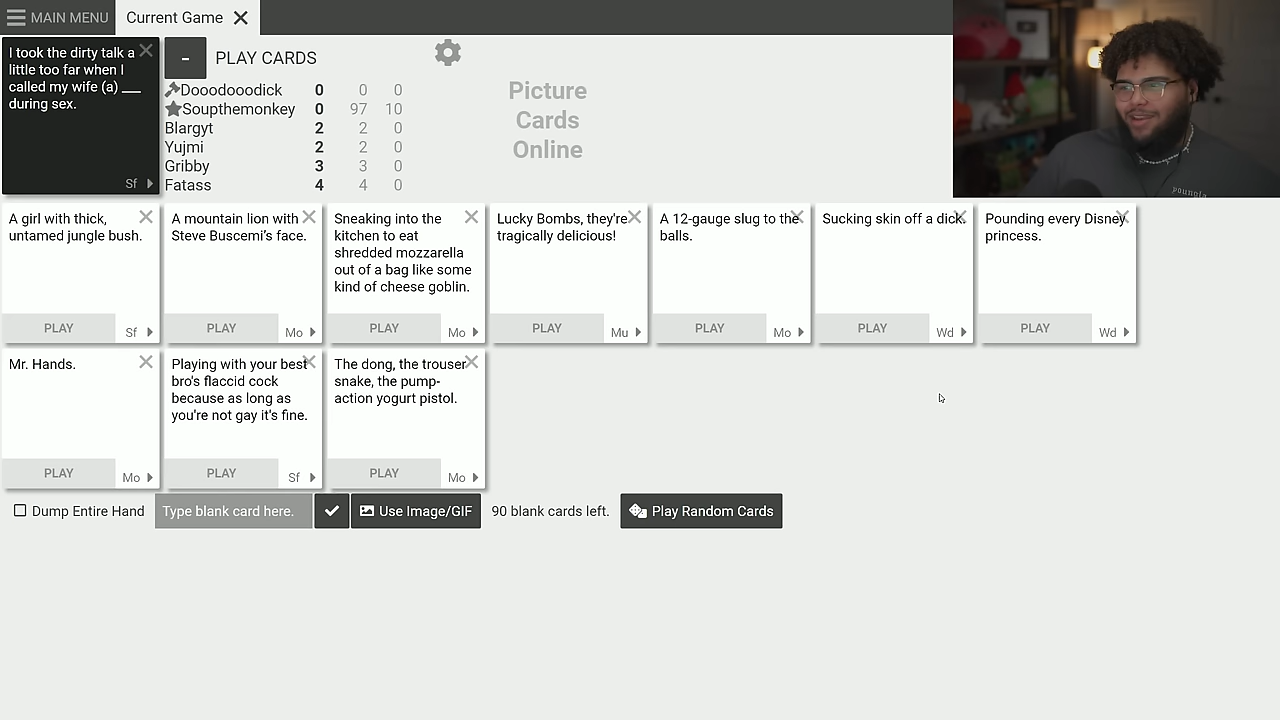 MAIN MENU
Current Game
I took the dirty talk a
little too far when I
called my wife (a) ___
during sex.
Sf
- PLAY CARDS
Dooodooodick 0 0 0
Soupthemonkey 0 97 10
Blargyt 2 2 0
Yujmi 2 2 0
Gribby 3 3 0
Fatass 4 4 0
Picture
Cards
Online
A girl with thick,
untamed jungle bush.
PLAY
Sf
A mountain lion with
Steve Buscemi's face.
PLAY
Mo
Sneaking into the
kitchen to eat
shredded mozzarella
out of a bag like some
kind of cheese goblin.
PLAY
Mo
Lucky Bombs, they're
tragically delicious!
PLAY
Mu
A 12-gauge slug to the
balls.
PLAY
Mo
Sucking skin off a dick.
PLAY
Wd
Pounding every Disney
princess.
PLAY
Wd
Mr. Hands.
PLAY
Mo
Playing with your best
bro's flaccid cock
because as long as
you're not gay it's fine.
PLAY
Sf
The dong, the trouser
snake, the pump-
action yogurt pistol.
PLAY
Mo
Dump Entire Hand
Type blank card here.
Use Image/GIF
90 blank cards left.
Play Random Cards